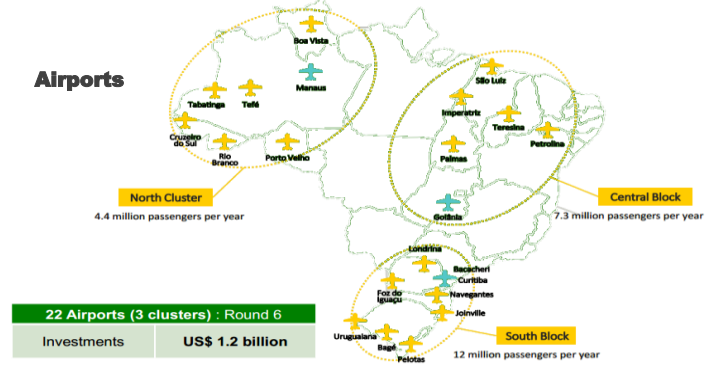 Airports
Boa Vista
Manaus
Tabatinga
Tefé
Cruzeiro
do Sul
Rio
Branco
Porto Velho
North Cluster
4.4 million passengers per year
São Luiz
Imperatriz
Teresina
Petrolina
Palmas
Goiânia
Central Block
7.3 million passengers per year
Londrina
Bacacheri
Curitiba
Foz do
Iguaçu
Navegantes
Joinville
Uruguaiana
Bagé
Pelotas
South Block
12 million passengers per year
22 Airports (3 clusters) : Round 6
Investments
US$ 1.2 billion